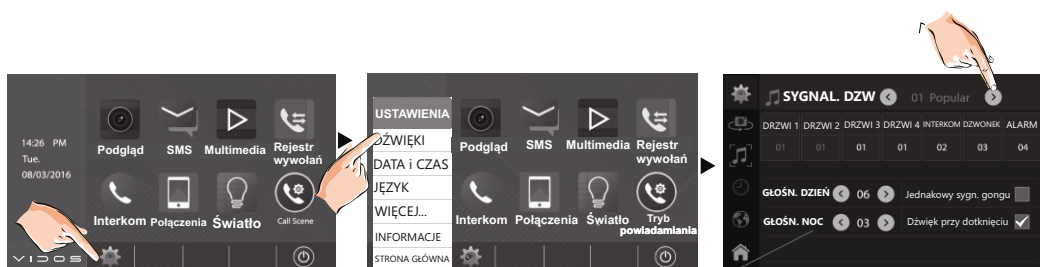 14:26 PM
Tue.
08/03/2016
Podgląd SMS Multimedia Rejestr wywołań
Interkom Połączenia Światło Call Scene
VIDOS
USTAWIENIA
DŹWIĘKI
DATA i CZAS
JĘZYK
WIĘCEJ...
INFORMACJE
STRONA GŁÓWNA
Podgląd SMS Multimedia Rejestr wywołań
Interkom Połączenia Światło Tryb powiadamiania
SYGNAL. DZW 01 Popular
DRZWI 1 DRZWI 2 DRZWI 3 DRZWI 4 INTERKOM DZWONEK ALARM
01 01 01 01 02 03 04
GŁOŚN. DZIEŃ 06 Jednakowy sygn. gongu
GŁOŚN. NOC 03 Dźwięk przy dotknięciu